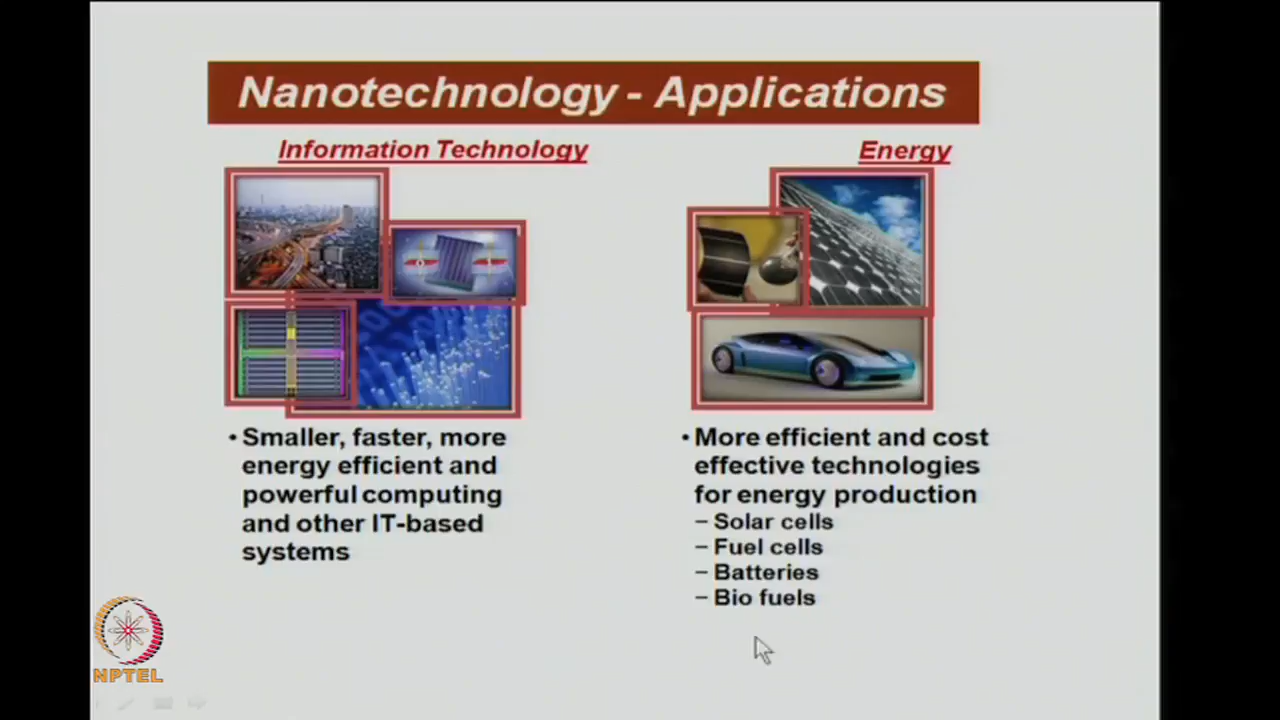 Nanotechnology - Applications
Information Technology
• Smaller, faster, more
energy efficient and
powerful computing
and other IT-based
systems
Energy
• More efficient and cost
effective technologies
for energy production
– Solar cells
– Fuel cells
– Batteries
– Bio fuels
NPTEL